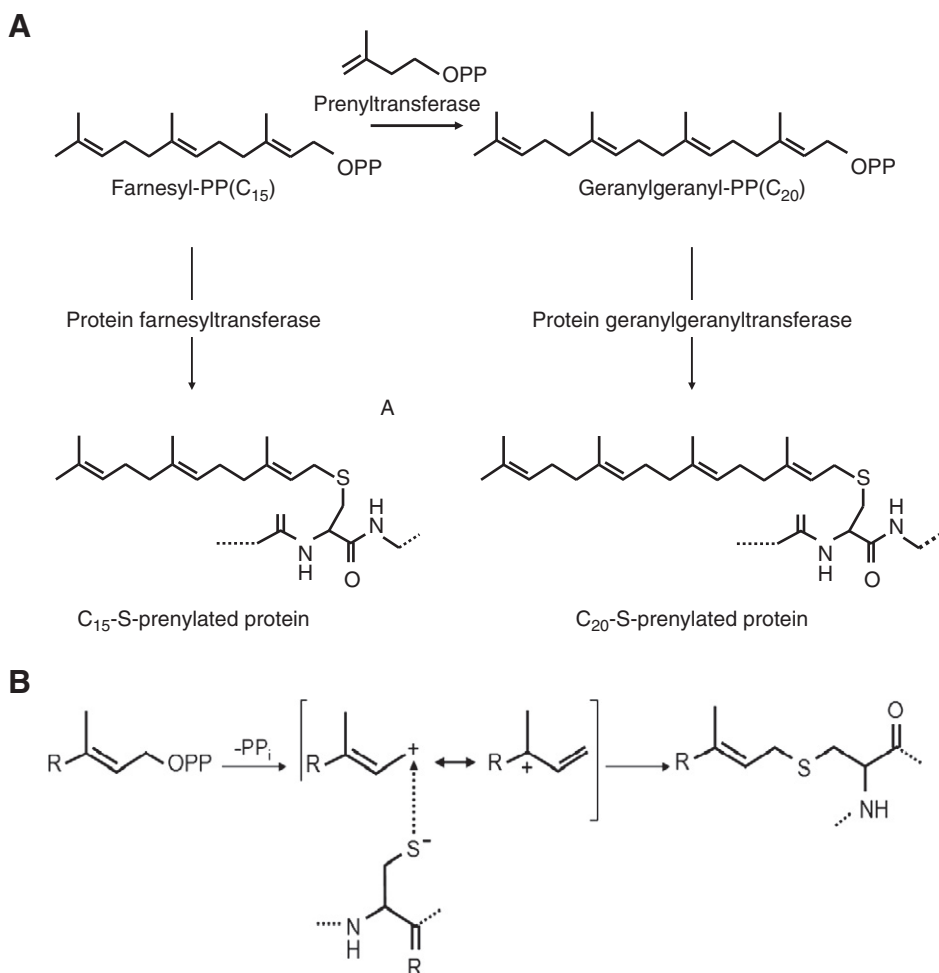 A
OPP
Prenyltransferase
OPP
OPP
Farnesyl-PP(C15)
Geranylgeranyl-PP(C20)
Protein farnesyltransferase
Protein geranylgeranyltransferase
A
S
S
H
N
H
N
N
H
O
N
H
O
C15-S-prenylated protein
C20-S-prenylated protein
B
R
OPP
-PPi
R
+
R
+
R
S
O
NH
S-
N
H
R